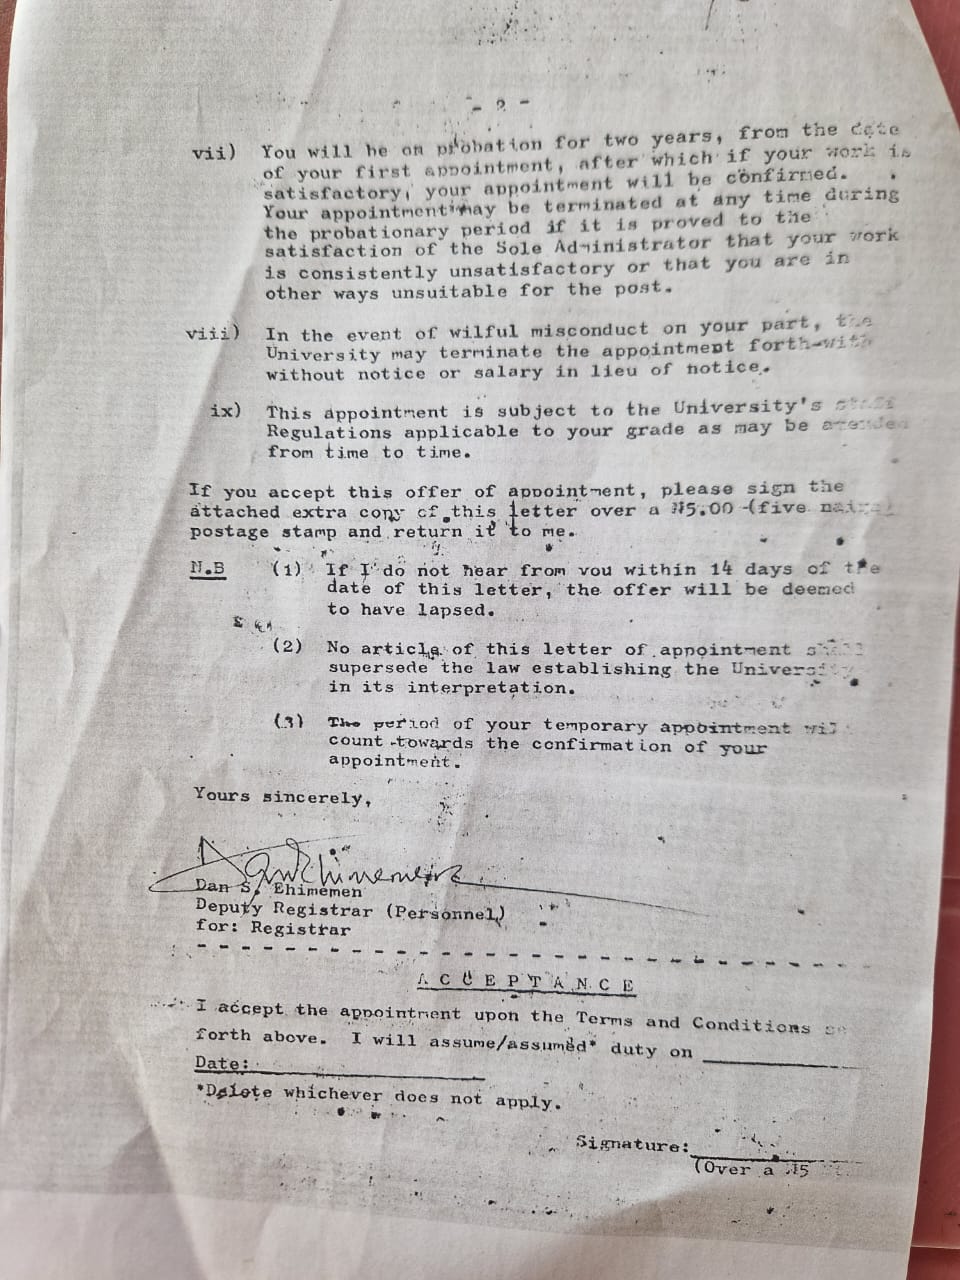 - 2 -
vii) You will be on probation for two years, from the date
of your first appointment, after which if your work is
satisfactory, your appointment will be confirmed.
Your appointment may be terminated at any time during
the probationary period if it is proved to the
satisfaction of the Sole Administrator that your work
is consistently unsatisfactory or that you are in
other ways unsuitable for the post.
viii) In the event of wilful misconduct on your part, the
University may terminate the appointment forth-with
without notice or salary in lieu of notice.
ix) This appointment is subject to the University's
Regulations applicable to your grade as may be amended
from time to time.
If you accept this offer of appointment, please sign the
attached extra copy of this letter over a ₦5.00 (five
postage stamp and return it to me.
N.B (1) If I do not hear from you within 14 days of the
date of this letter, the offer will be deemed
to have lapsed.
(2) No article of this letter of appointment
supersede the law establishing the
in its interpretation.
(3) The period of your temporary appointment
count towards the confirmation of your
appointment.
Yours sincerely,
Dan S. Ehimemen
Deputy Registrar (Personnel)
for: Registrar
ACCEPTANCE
I accept the appointment upon the Terms and Conditions
forth above. I will assume/assumed* duty on
Date:
*Delete whichever does not apply.
Signature:
(Over a ₦5